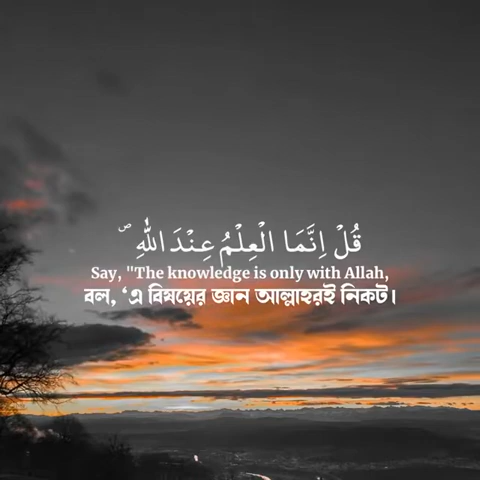 قُلْ اِنَّمَا الْعِلْمُ عِنْدَ اللّٰهِ ۖ
Say, "The knowledge is only with Allah,
বল, ‘এ বিষয়ের জ্ঞান আল্লাহরই নিকট।